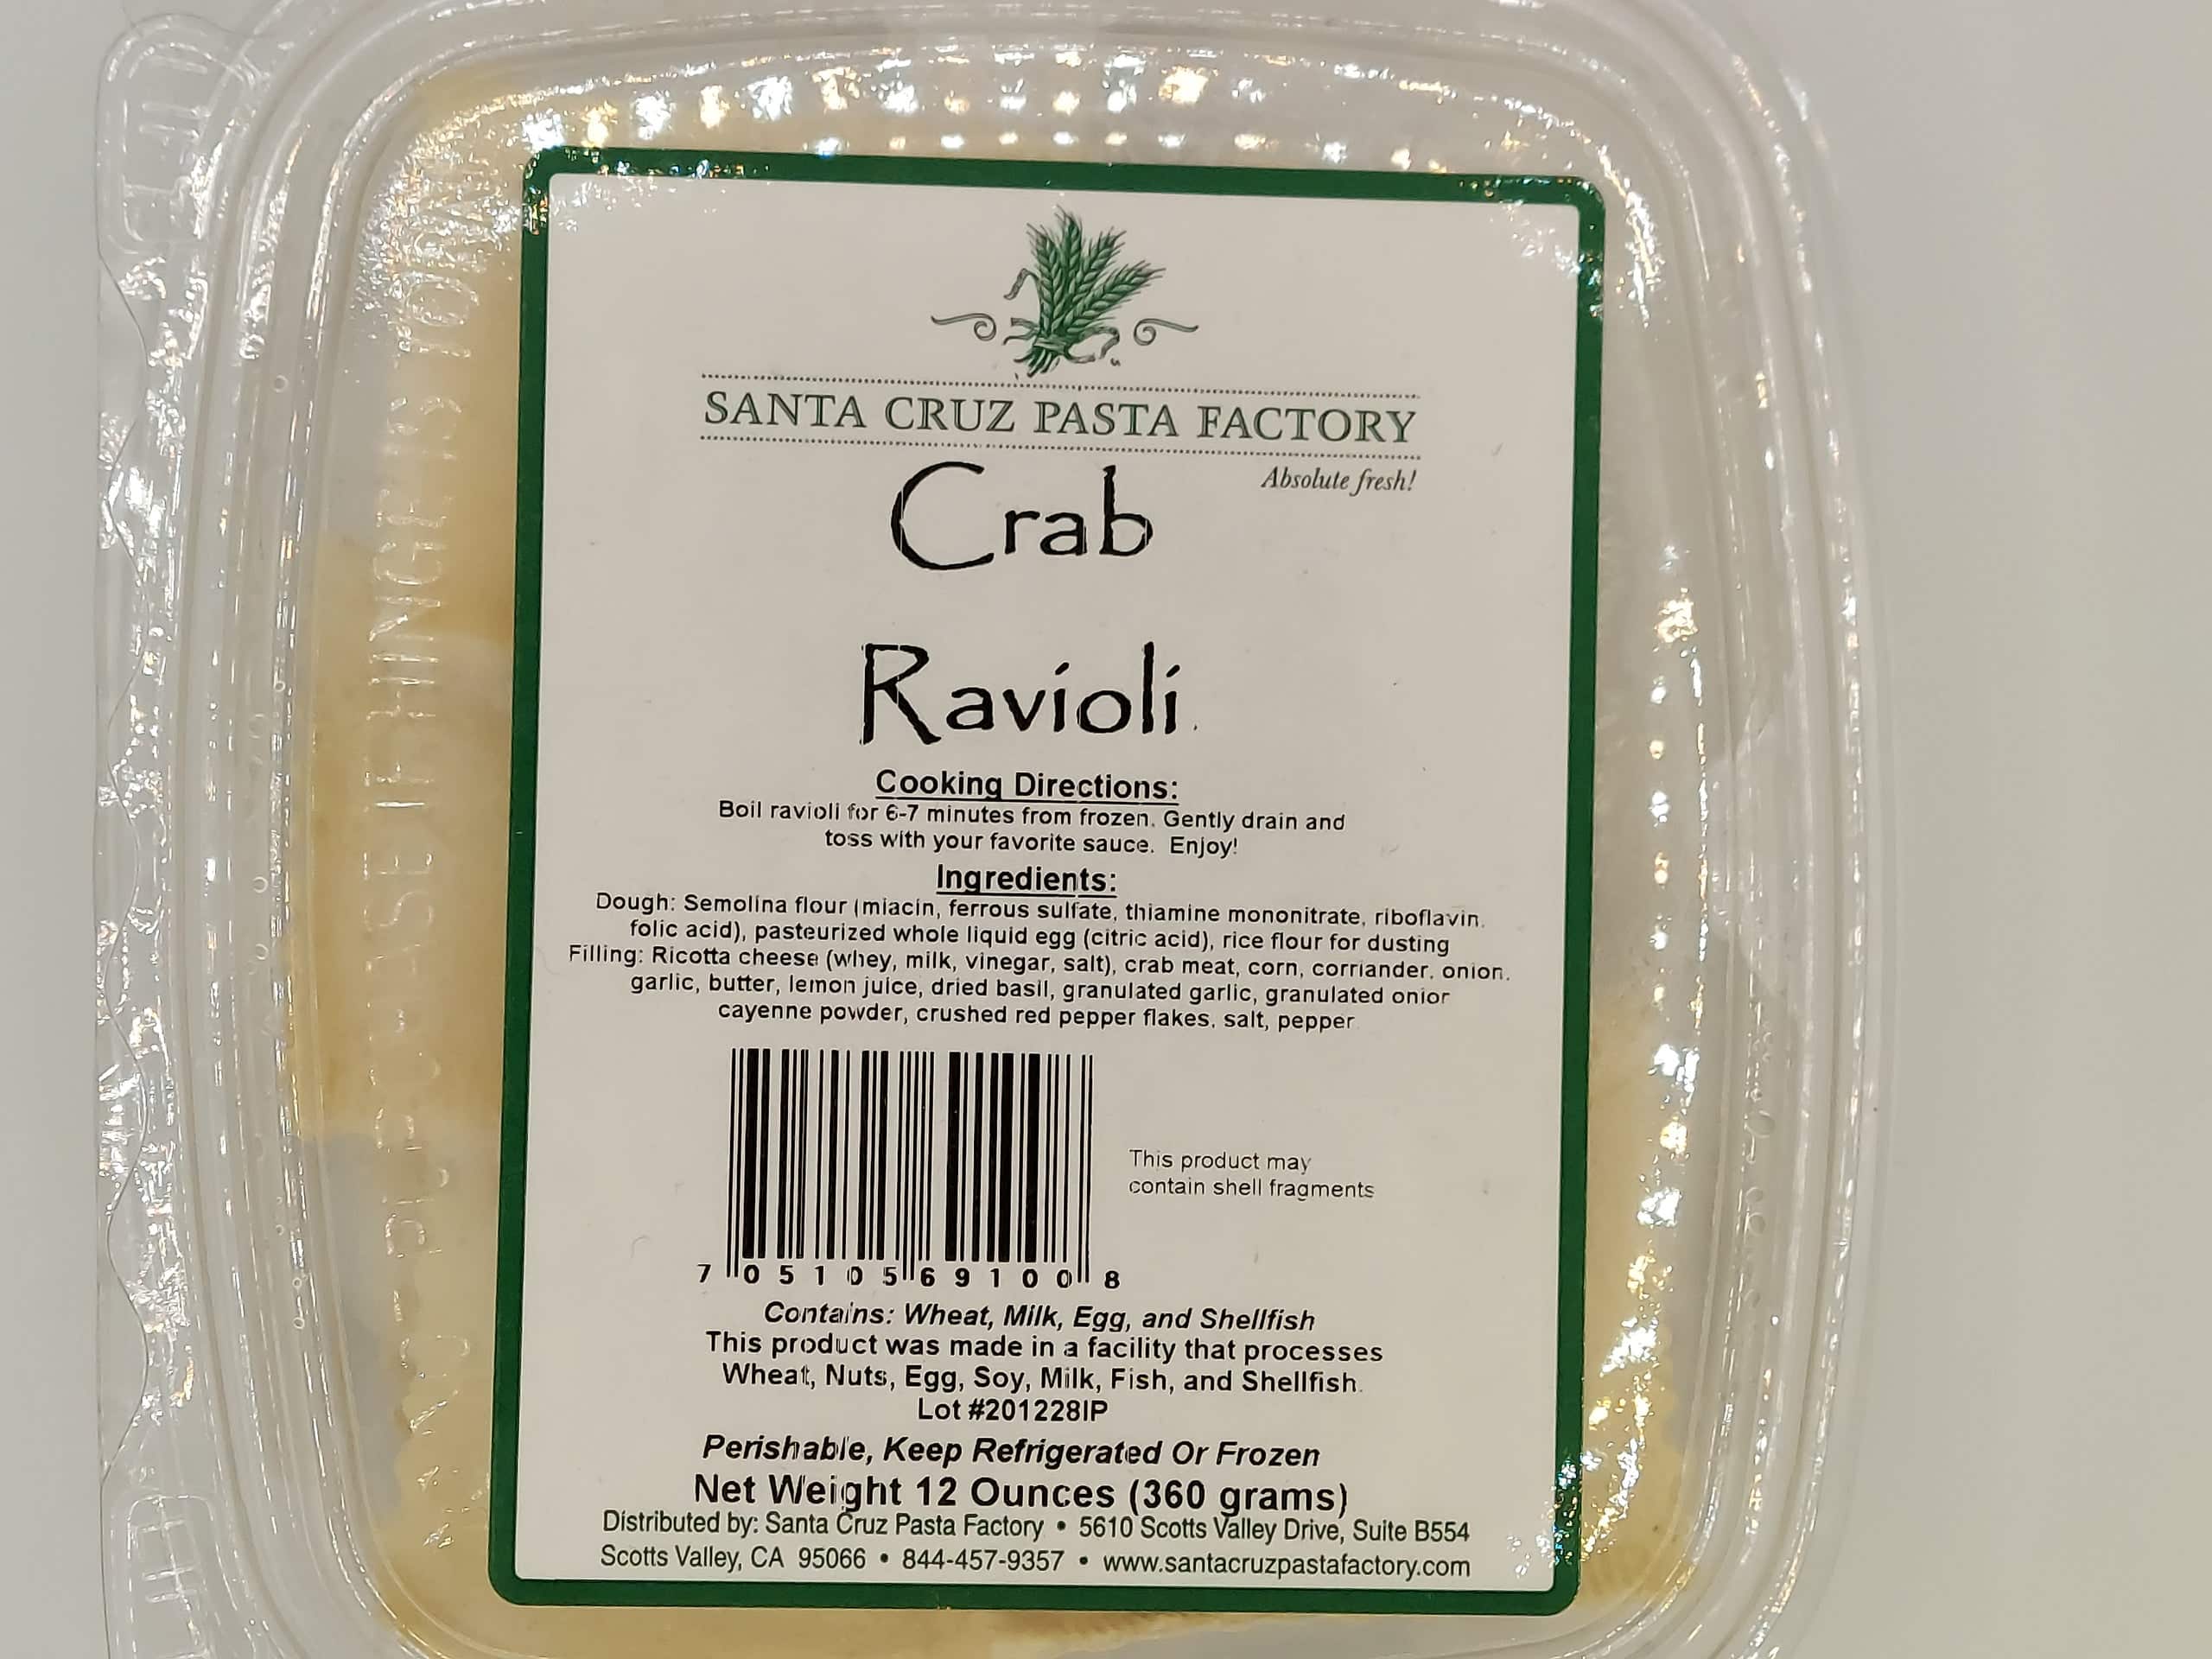 SANTA CRUZ PASTA FACTORY
Absolute fresh!
Crab
Ravioli
Cooking Directions:
Boil ravioli for 6-7 minutes from frozen. Gently drain and
toss with your favorite sauce. Enjoy!
Ingredients:
Dough: Semolina flour (miacin, ferrous sulfate, thiamine mononitrate, riboflavin,
folic acid), pasteurized whole liquid egg (citric acid), rice flour for dusting
Filling: Ricotta cheese (whey, milk, vinegar, salt), crab meat, corn, corriander, onion,
garlic, butter, lemon juice, dried basil, granulated garlic, granulated onior
cayenne powder, crushed red pepper flakes, salt, pepper
This product may
contain shell fragments
7 05105 69100 8
Contains: Wheat, Milk, Egg, and Shellfish
This product was made in a facility that processes
Wheat, Nuts, Egg, Soy, Milk, Fish, and Shellfish.
Lot #201228IP
Perishable, Keep Refrigerated Or Frozen
Net Weight 12 Ounces (360 grams)
Distributed by: Santa Cruz Pasta Factory • 5610 Scotts Valley Drive, Suite B554
Scotts Valley, CA 95066 • 844-457-9357 • www.santacruzpastafactory.com